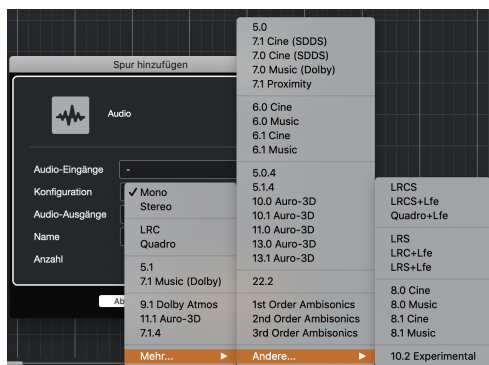 Spur hinzufügen
Audio
Audio-Eingänge
-
Konfiguration
Audio-Ausgänge
Name
Anzahl
Ab
✓ Mono
Stereo
LRC
Quadro
5.1
7.1 Music (Dolby)
9.1 Dolby Atmos
11.1 Auro-3D
7.1.4
Mehr...
5.0
7.1 Cine (SDDS)
7.0 Cine (SDDS)
7.0 Music (Dolby)
7.1 Proximity
6.0 Cine
6.0 Music
6.1 Cine
6.1 Music
5.0.4
5.1.4
10.0 Auro-3D
10.1 Auro-3D
11.0 Auro-3D
13.0 Auro-3D
13.1 Auro-3D
22.2
1st Order Ambisonics
2nd Order Ambisonics
3rd Order Ambisonics
Andere...
LRCS
LRCS+Lfe
Quadro+Lfe
LRS
LRC+Lfe
LRS+Lfe
8.0 Cine
8.0 Music
8.1 Cine
8.1 Music
10.2 Experimental